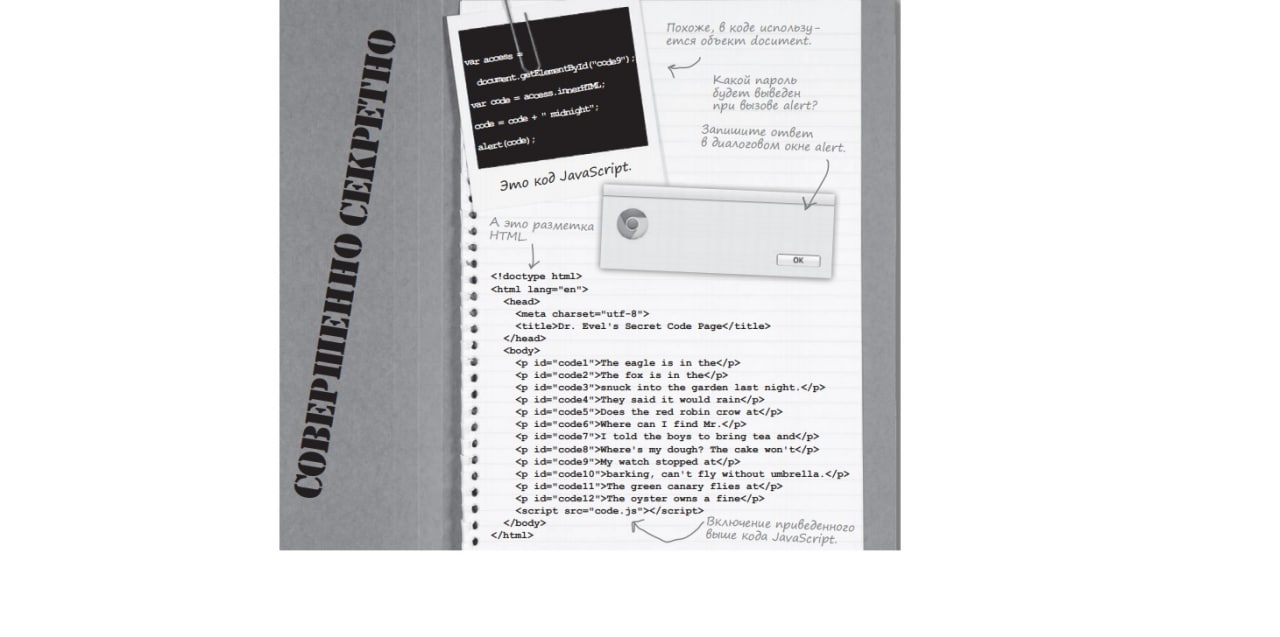 СОВЕРШЕННО СЕКРЕТНО
var access =
document.getElementById("code9");
var code = access.innerHTML;
code = code + " midnight";
alert(code);
Это код JavaScript.
Похоже, в коде использу-
ется объект document.
Какой пароль
будет выведен
при вызове alert?
Запишите ответ
в диалоговом окне alert.
OK
А это разметка
HTML.
<!doctype html>
<html lang="en">
<head>
<meta charset="utf-8">
<title>Dr. Evel's Secret Code Page</title>
</head>
<body>
<p id="code1">The eagle is in the</p>
<p id="code2">The fox is in the</p>
<p id="code3">snuck into the garden last night.</p>
<p id="code4">They said it would rain</p>
<p id="code5">Does the red robin crow at</p>
<p id="code6">Where can I find Mr.</p>
<p id="code7">I told the boys to bring tea and</p>
<p id="code8">Where's my dough? The cake won't</p>
<p id="code9">My watch stopped at</p>
<p id="code10">barking, can't fly without umbrella.</p>
<p id="code11">The green canary flies at</p>
<p id="code12">The oyster owns a fine</p>
<script src="code.js"></script>
</body>
</html>
Включение приведенного
выше кода JavaScript.